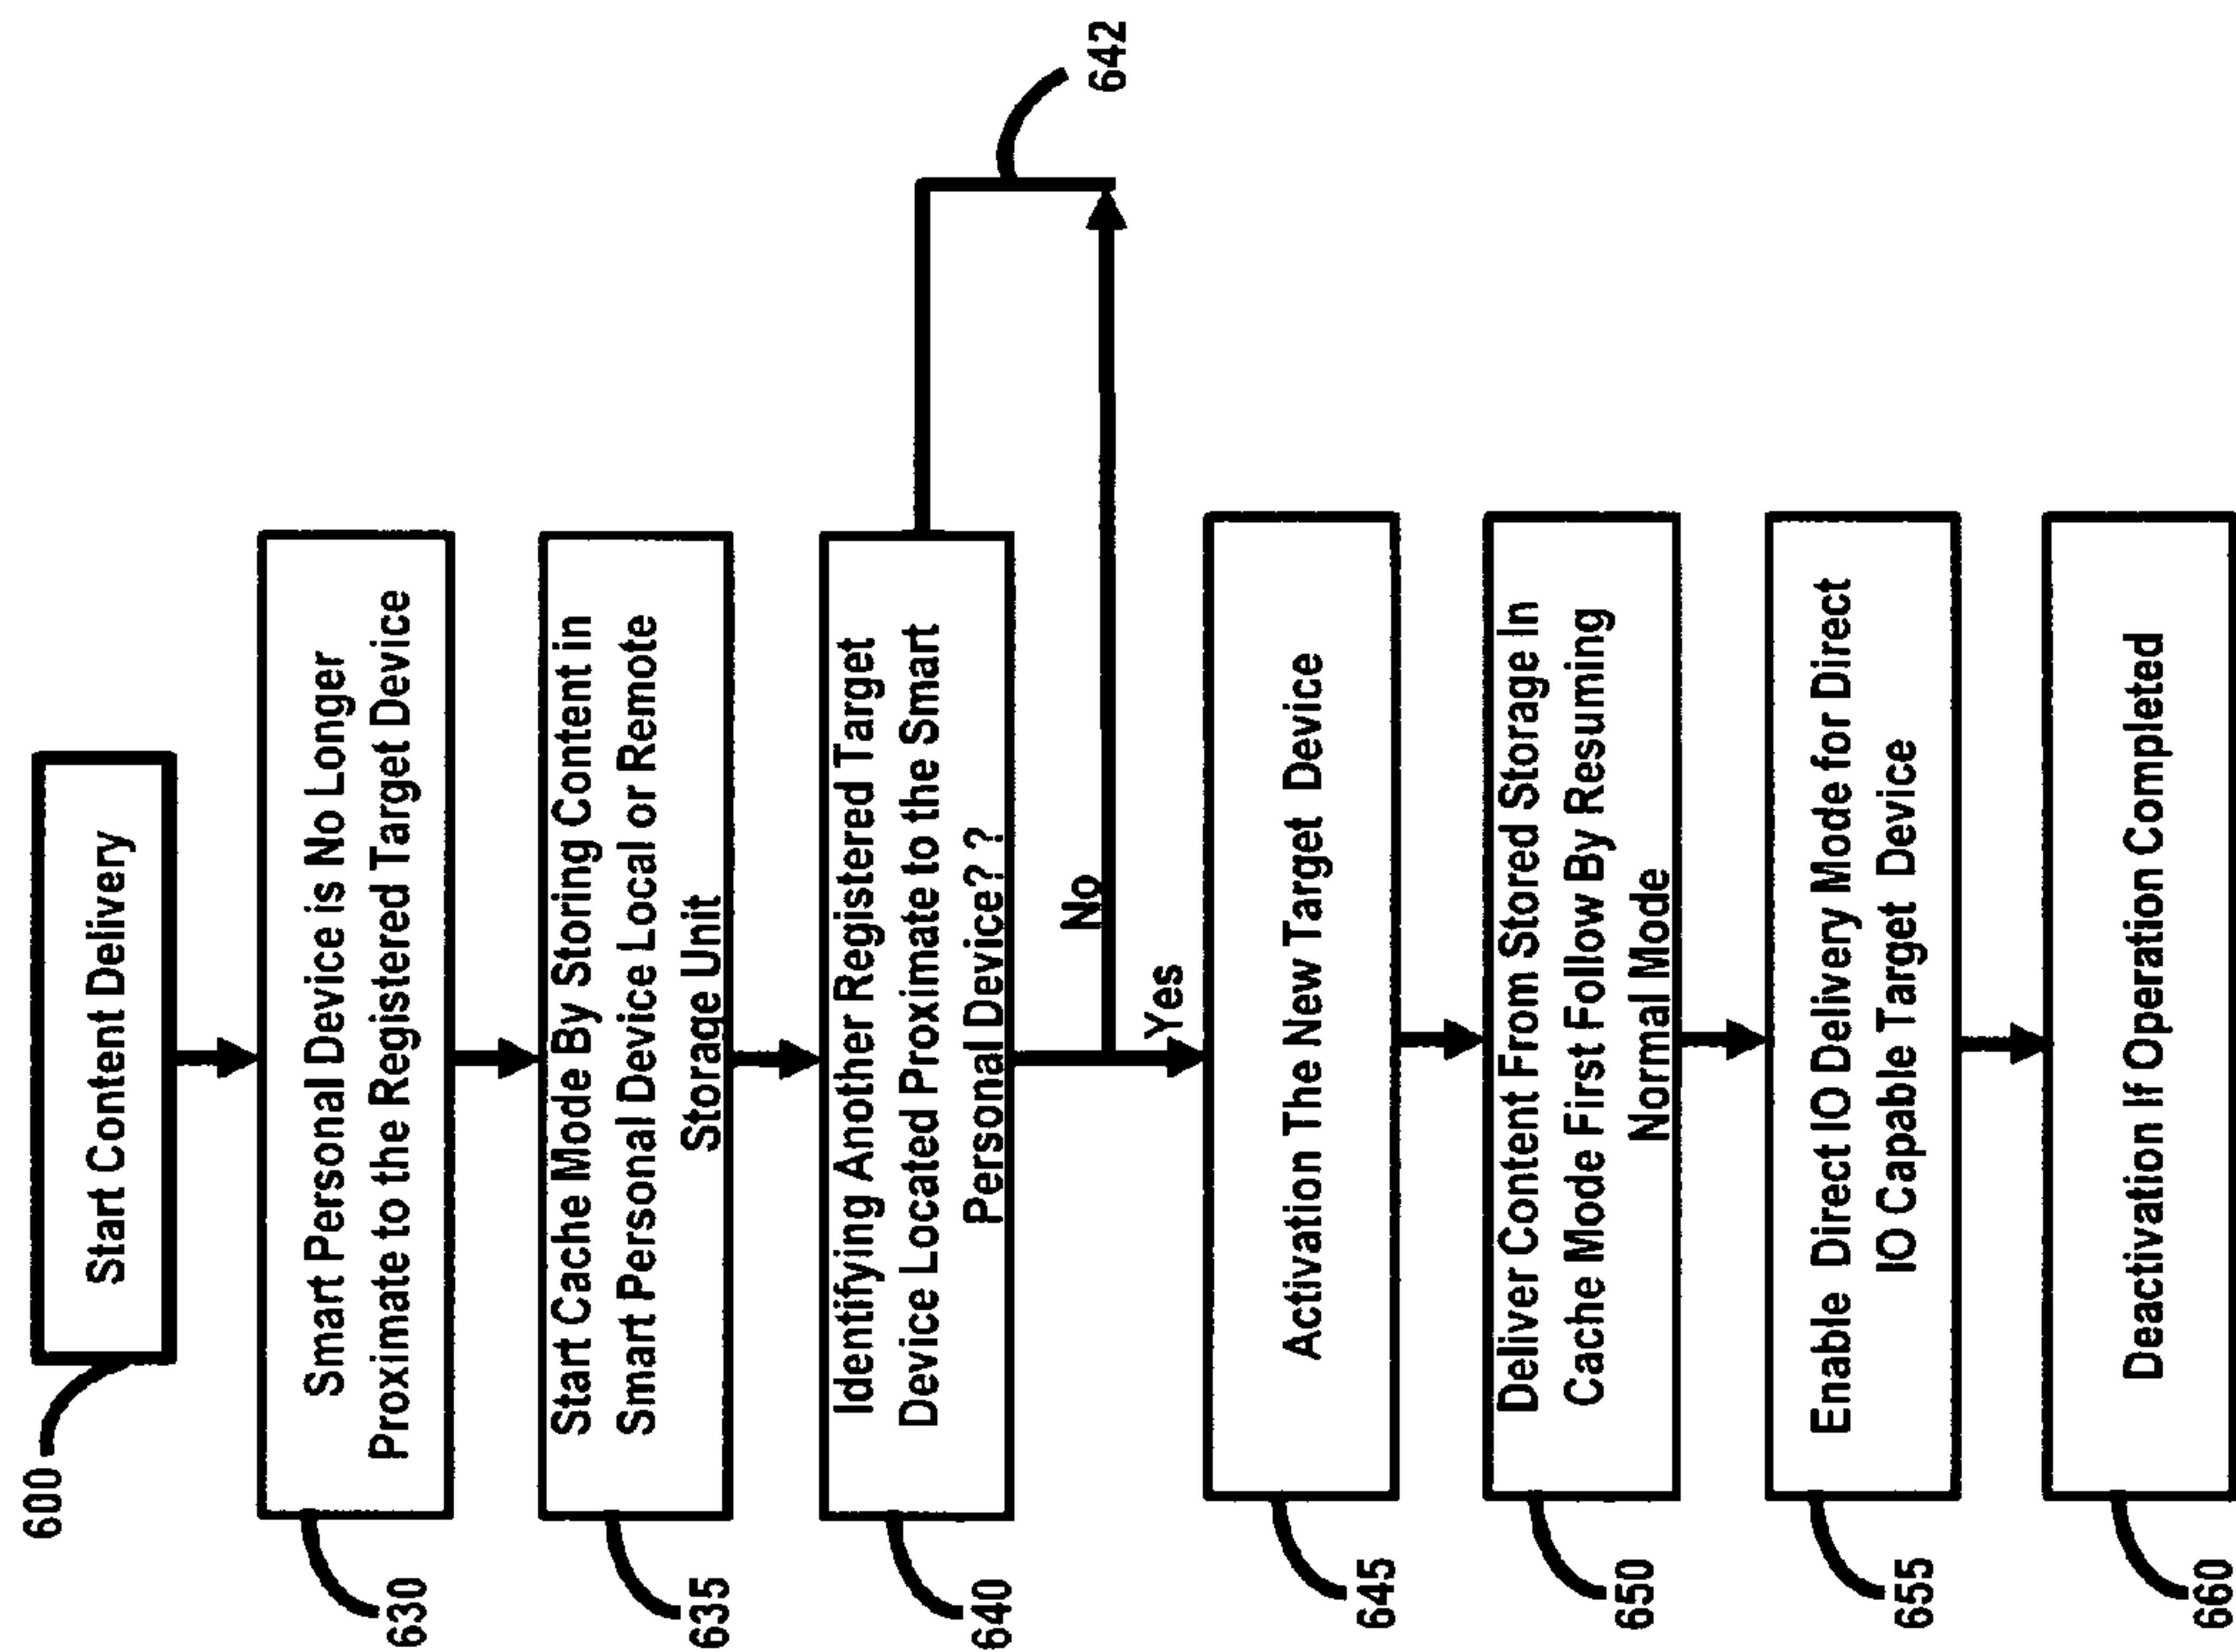 600
Start Content Delivery
630
Smart Personal Device is No Longer
Proximate to the Registered Target Device
635
Start Cache Mode By Storing Content in
Smart Personal Device Local or Remote
Storage Unit
640
Identifying Another Registered Target
Device Located Proximate to the Smart
Personal Device??
642
No
Yes
645
Activation The New Target Device
650
Deliver Content From Stored Storage In
Cache Mode First Follow By Resuming
Normal Mode
655
Enable Direct IO Delivery Mode for Direct
IO Capable Target Device
660
Deactivation If Operation Completed